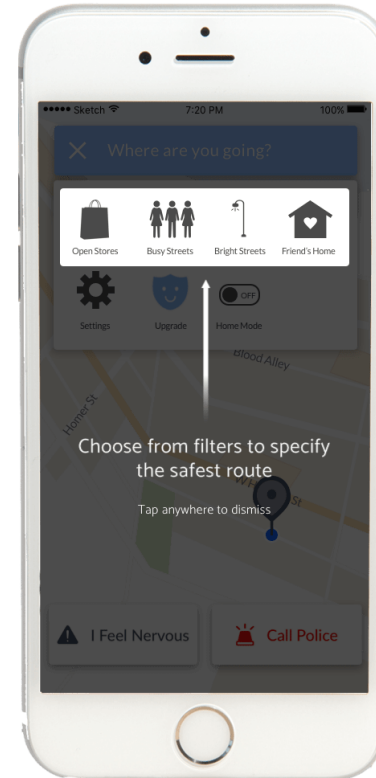 Sketch 7:20 PM 100%
Where are you going?
Open Stores Busy Streets Bright Streets Friend's Home
OFF
Settings Upgrade Home Mode
Blood Alley
Homer St
Choose from filters to specify
the safest route
St
Tap anywhere to dismiss
I Feel Nervous Call Police